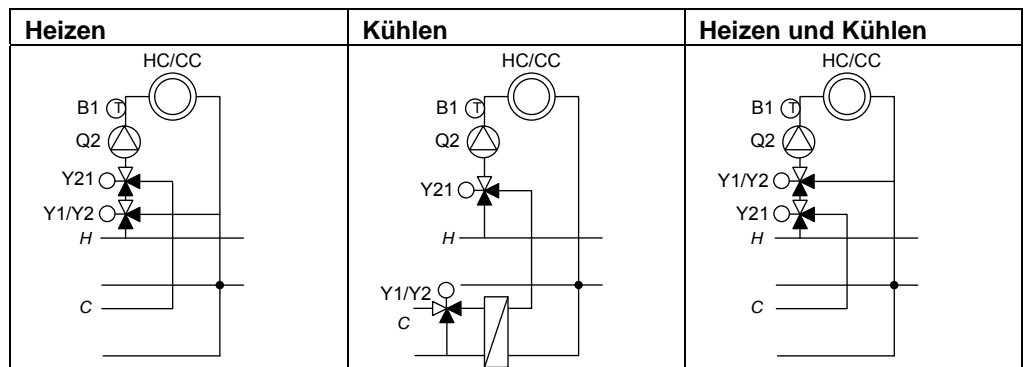 Heizen
Kühlen
Heizen und Kühlen
HC/CC
B1 T
Q2
Y21
Y1/Y2
H
C
HC/CC
B1 T
Q2
Y21
H
Y1/Y2
C
HC/CC
B1 T
Q2
Y1/Y2
Y21
H
C